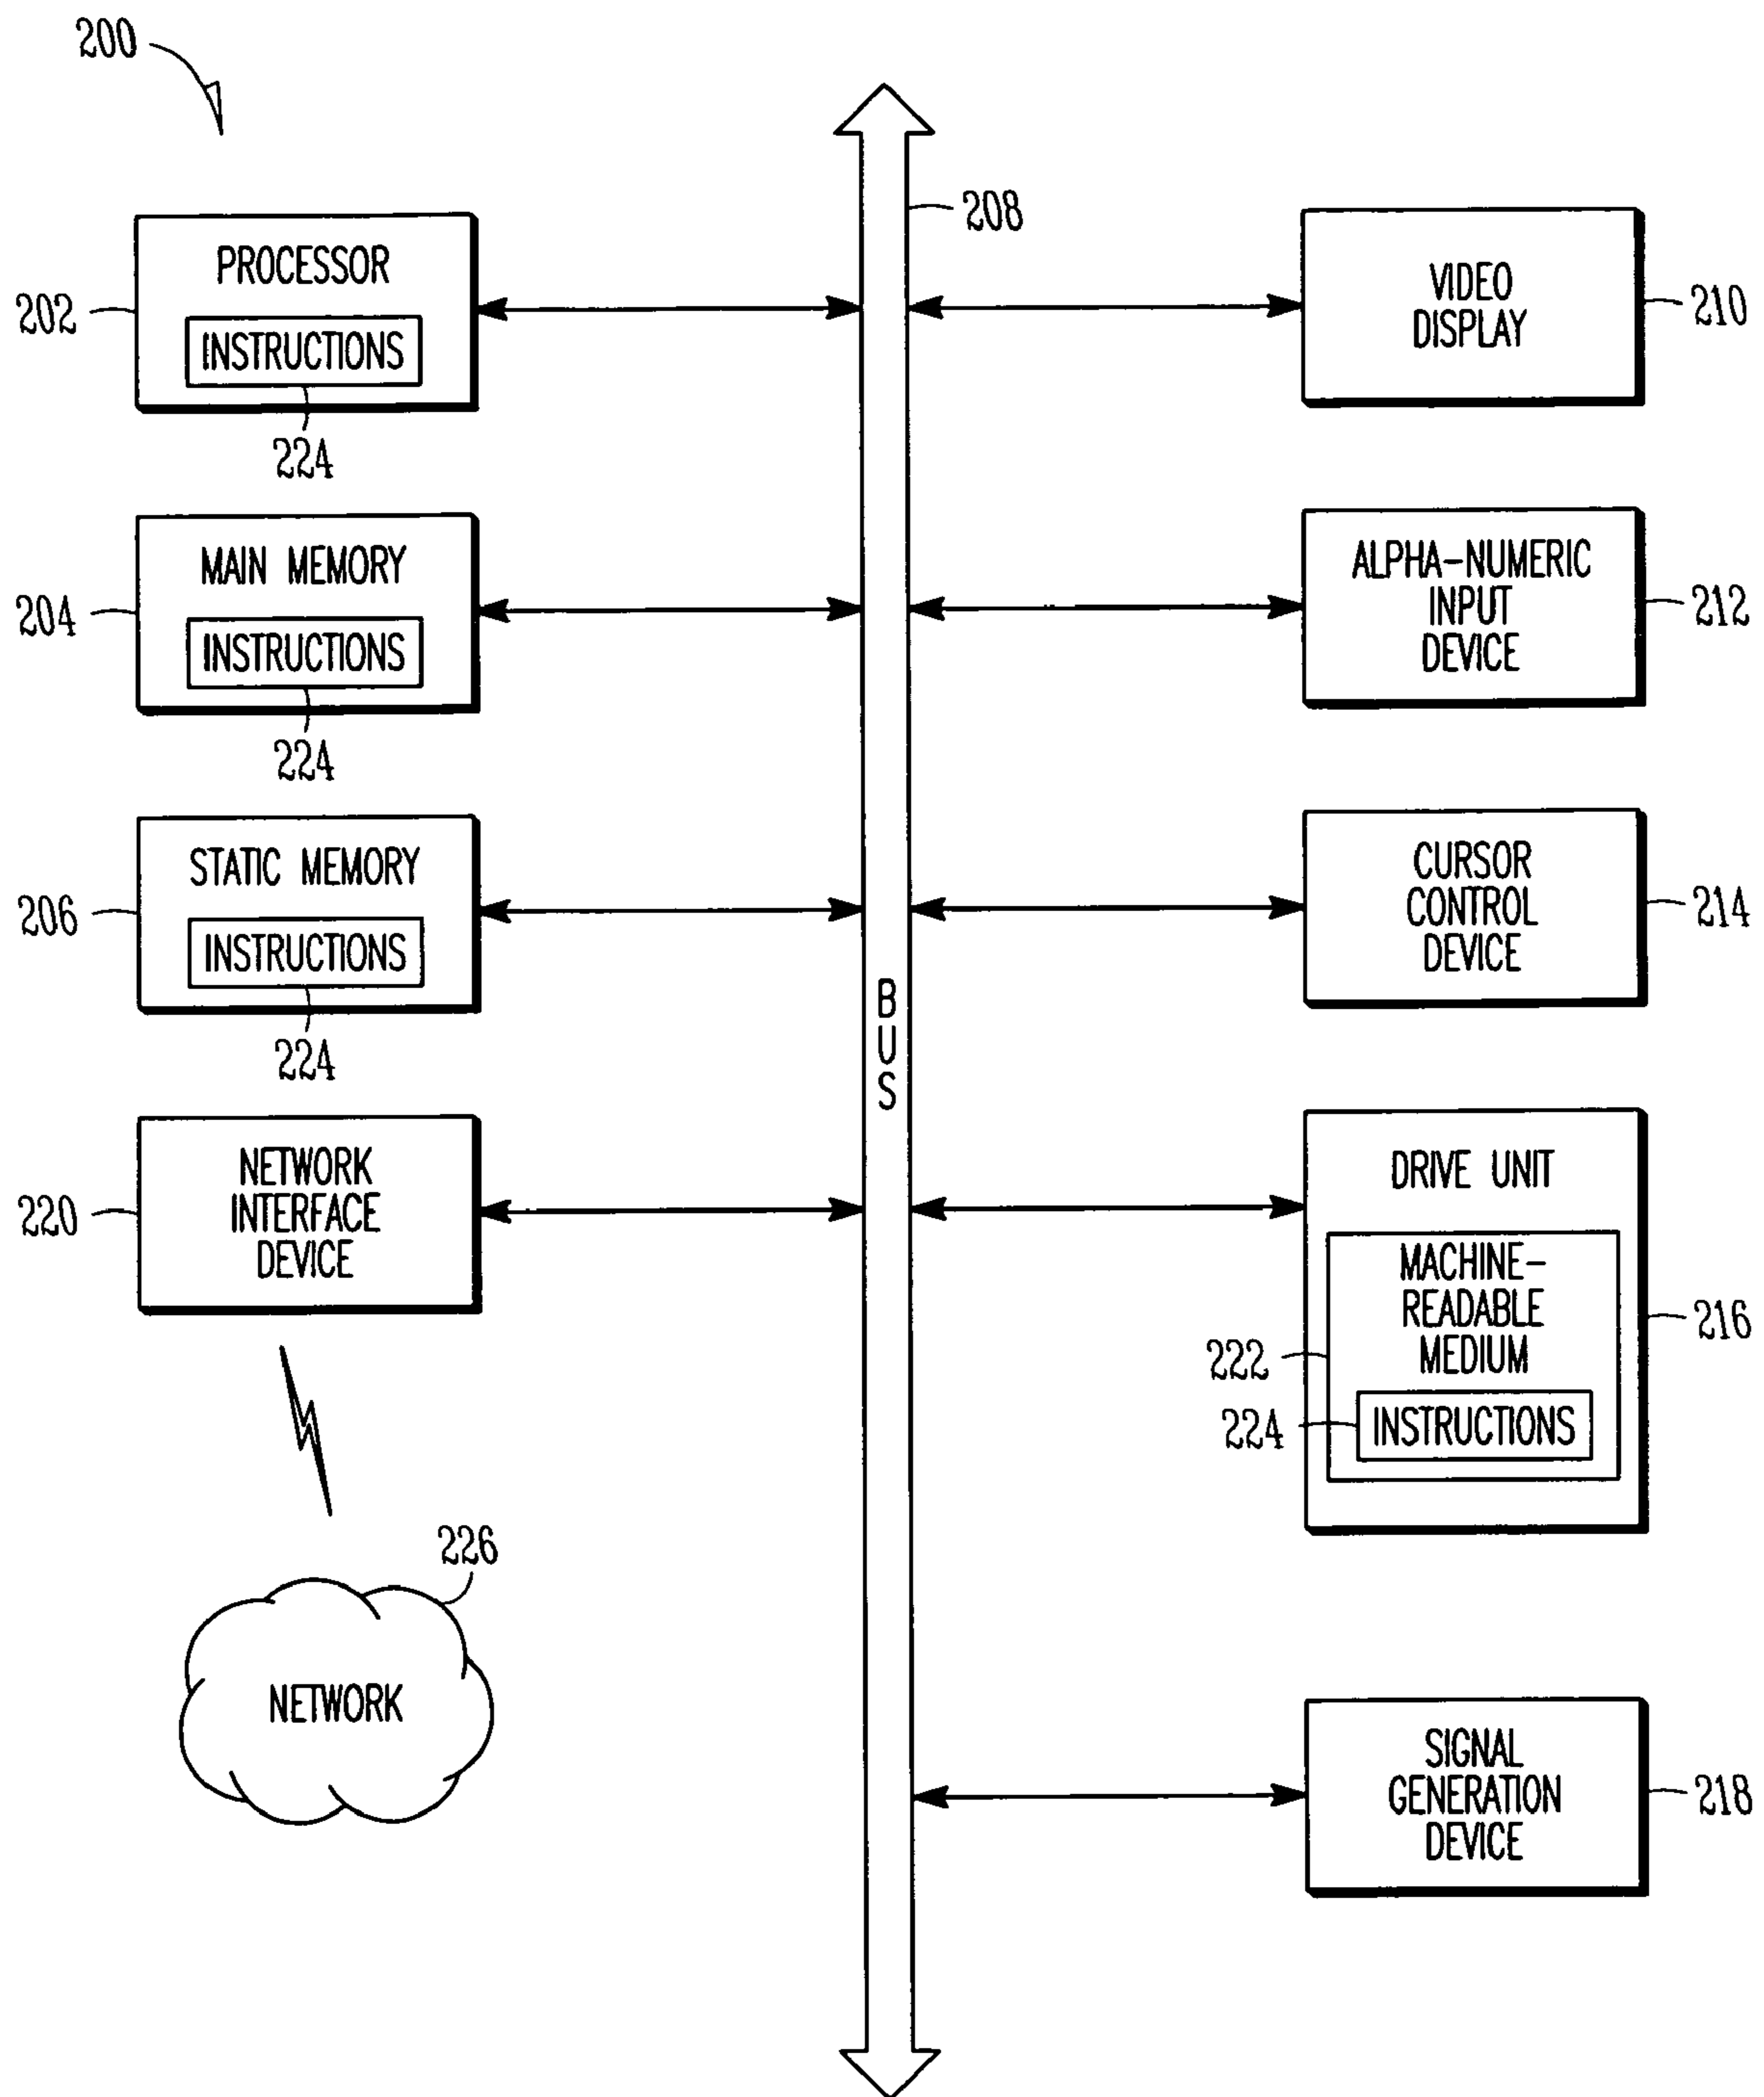 200
208
PROCESSOR
INSTRUCTIONS
202
224
MAIN MEMORY
INSTRUCTIONS
204
224
STATIC MEMORY
INSTRUCTIONS
206
224
NETWORK
INTERFACE
DEVICE
220
226
NETWORK
BUS
VIDEO
DISPLAY
210
ALPHA-NUMERIC
INPUT
DEVICE
212
CURSOR
CONTROL
DEVICE
214
DRIVE UNIT
MACHINE-
READABLE
MEDIUM
216
222
224
INSTRUCTIONS
SIGNAL
GENERATION
DEVICE
218